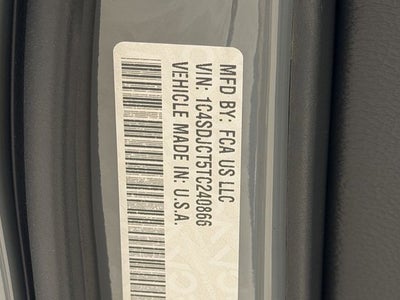 MFD BY: FCA US LLC
VIN: 1C4SDJCT5TC240866
VEHICLE MADE IN: U.S.A.